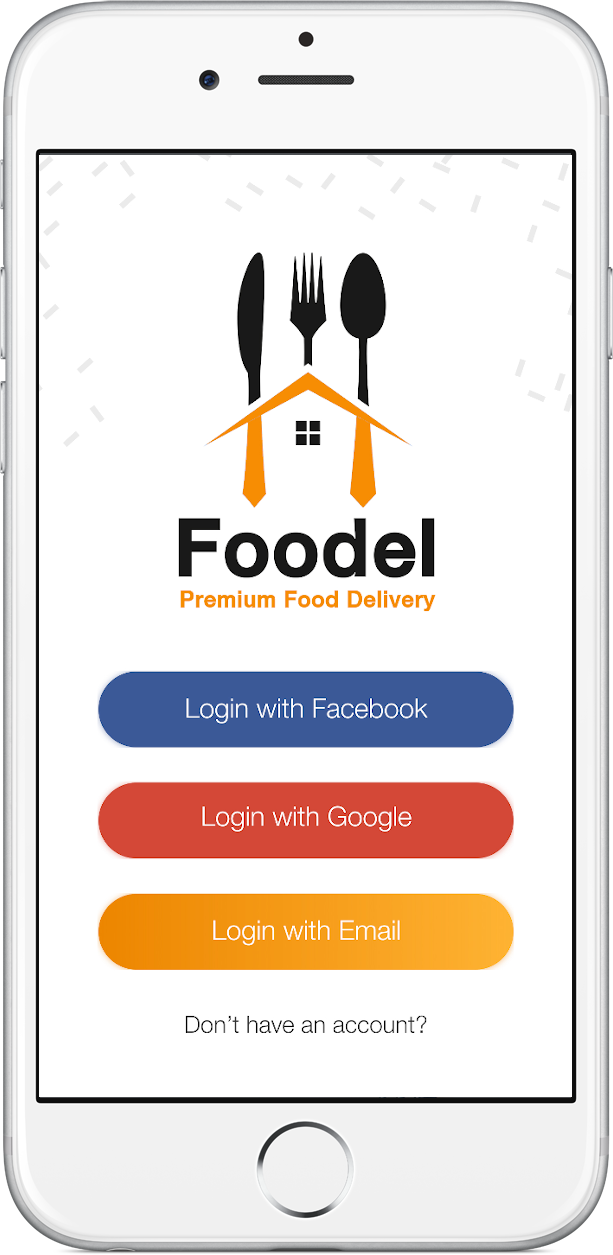 Foodel
Premium Food Delivery
Login with Facebook
Login with Google
Login with Email
Don’t have an account?